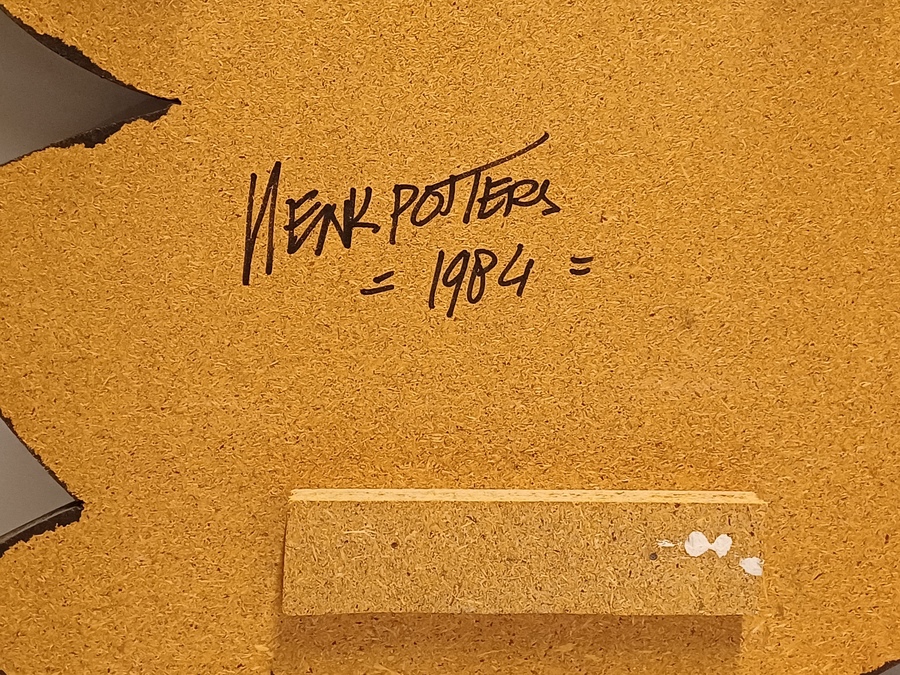 HENK POTTERS
= 1984 =